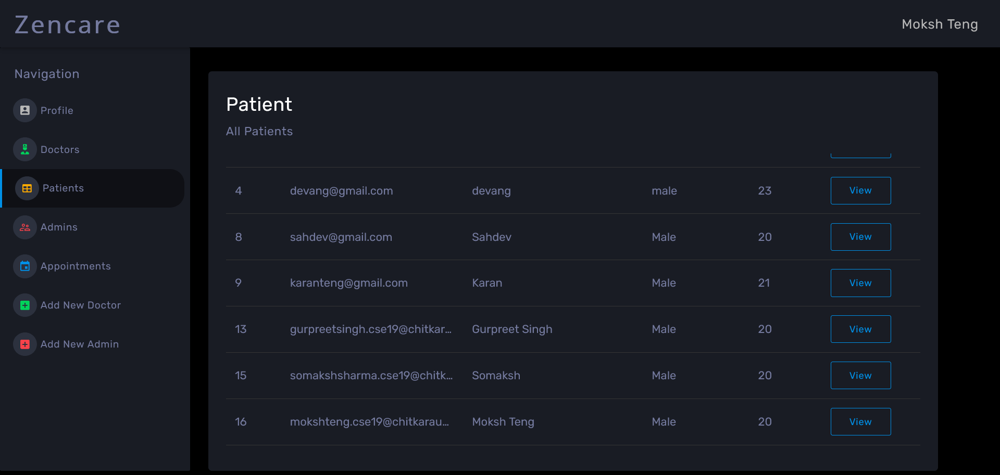 Zencare
Moksh Teng
Navigation
Profile
Doctors
Patients
Admins
Appointments
Add New Doctor
Add New Admin
Patient
All Patients
4 devang@gmail.com devang male 23 View
8 sahdev@gmail.com Sahdev Male 20 View
9 karanteng@gmail.com Karan Male 21 View
13 gurpreetsingh.cse19@chitkar... Gurpreet Singh Male 20 View
15 somakshsharma.cse19@chitk... Somaksh Male 20 View
16 mokshteng.cse19@chitkarau... Moksh Teng Male 20 View